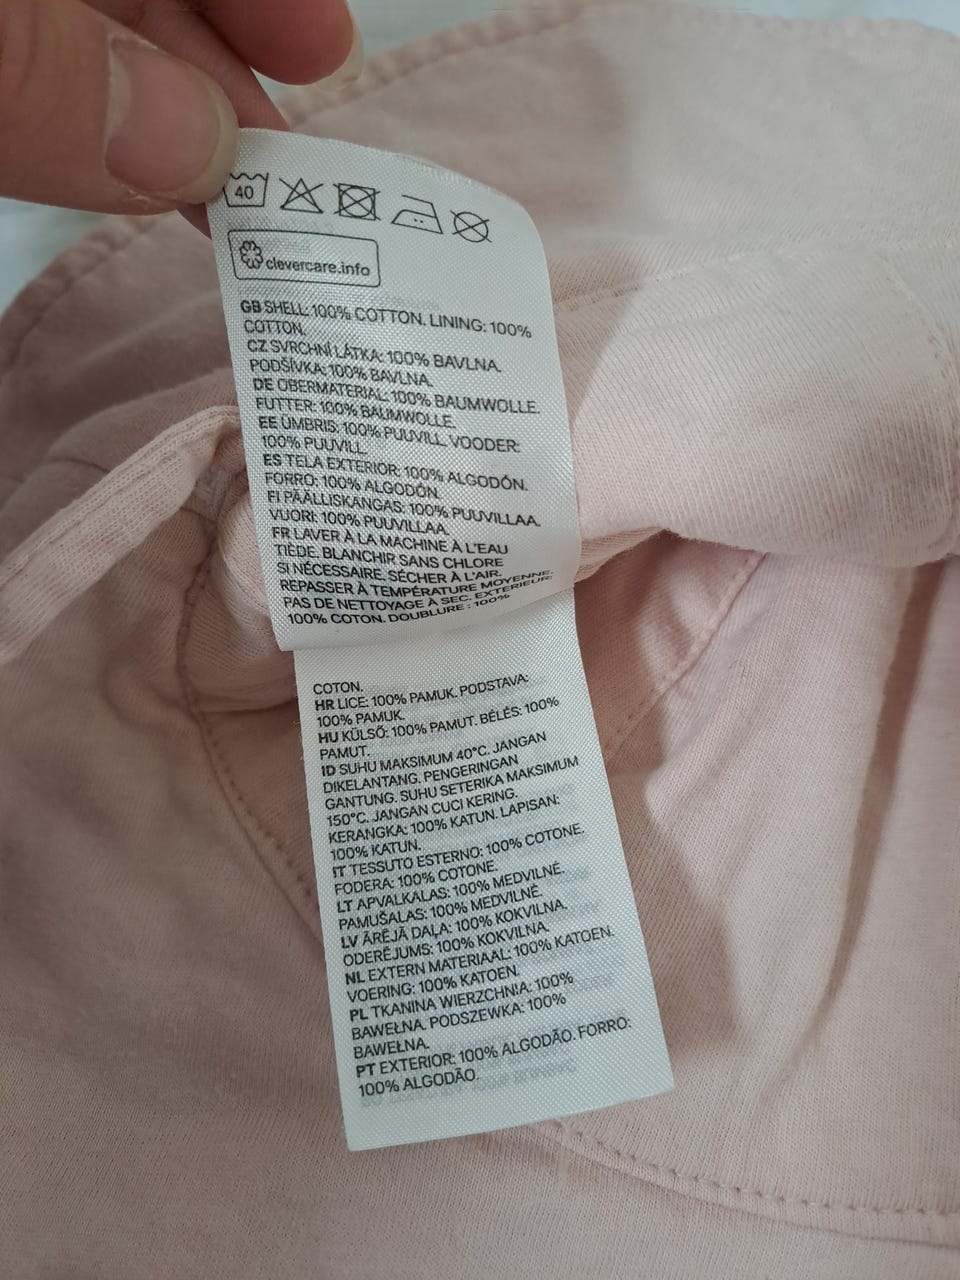 40
clevercare.info
GB SHELL: 100% COTTON. LINING: 100%
COTTON.
CZ SVRCHNÍ LÁTKA: 100% BAVLNA.
PODŠÍVKA: 100% BAVLNA.
DE OBERMATERIAL: 100% BAUMWOLLE.
FUTTER: 100% BAUMWOLLE.
EE ÜMBRIS: 100% PUUVILL. VOODER:
100% PUUVILL.
ES TELA EXTERIOR: 100% ALGODÓN.
FORRO: 100% ALGODÓN.
FI PÄÄLLISKANGAS: 100% PUUVILLAA.
VUORI: 100% PUUVILLAA.
FR LAVER À LA MACHINE À L'EAU
TIÈDE. BLANCHIR SANS CHLORE
SI NÉCESSAIRE. SÉCHER À L'AIR.
REPASSER À TEMPÉRATURE MOYENNE.
PAS DE NETTOYAGE À SEC. EXTERIEUR:
100% COTON. DOUBLURE : 100%
COTON.
HR LICE: 100% PAMUK. PODSTAVA:
100% PAMUK.
HU KÜLSŐ: 100% PAMUT. BÉLÉS: 100%
PAMUT.
ID SUHU MAKSIMUM 40°C. JANGAN
DIKELANTANG. PENGERINGAN
GANTUNG. SUHU SETERIKA MAKSIMUM
150°C. JANGAN CUCI KERING.
KERANGKA: 100% KATUN. LAPISAN:
100% KATUN.
IT TESSUTO ESTERNO: 100% COTONE.
FODERA: 100% COTONE.
LT APVALKALAS: 100% MEDVILNĖ.
PAMUŠALAS: 100% MEDVILNĖ.
LV ĀRĒJĀ DAĻA: 100% KOKVILNA.
ODERĒJUMS: 100% KOKVILNA.
NL EXTERN MATERIAAL: 100% KATOEN.
VOERING: 100% KATOEN.
PL TKANINA WIERZCHNIA: 100%
BAWEŁNA. PODSZEWKA: 100%
BAWEŁNA.
PT EXTERIOR: 100% ALGODÃO. FORRO:
100% ALGODÃO.